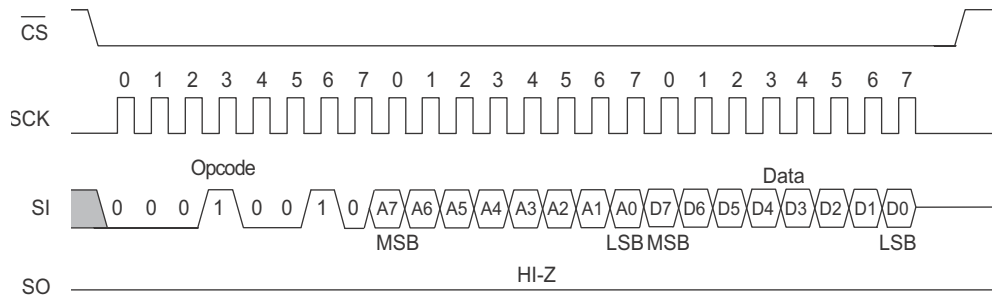 CS
0 1 2 3 4 5 6 7 0 1 2 3 4 5 6 7 0 1 2 3 4 5 6 7
SCK
Opcode
Data
SI 0 0 0 1 0 0 1 0 A7 A6 A5 A4 A3 A2 A1 A0 D7 D6 D5 D4 D3 D2 D1 D0
MSB LSB MSB LSB
HI-Z
SO